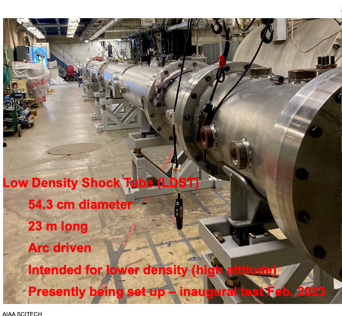 Low Density Shock Tube (LDST)
54.3 cm diameter
23 m long
Arc driven
Intended for lower density (high altitude)
Presently being set up – inaugural test Feb. 2023
AIAA SCITECH